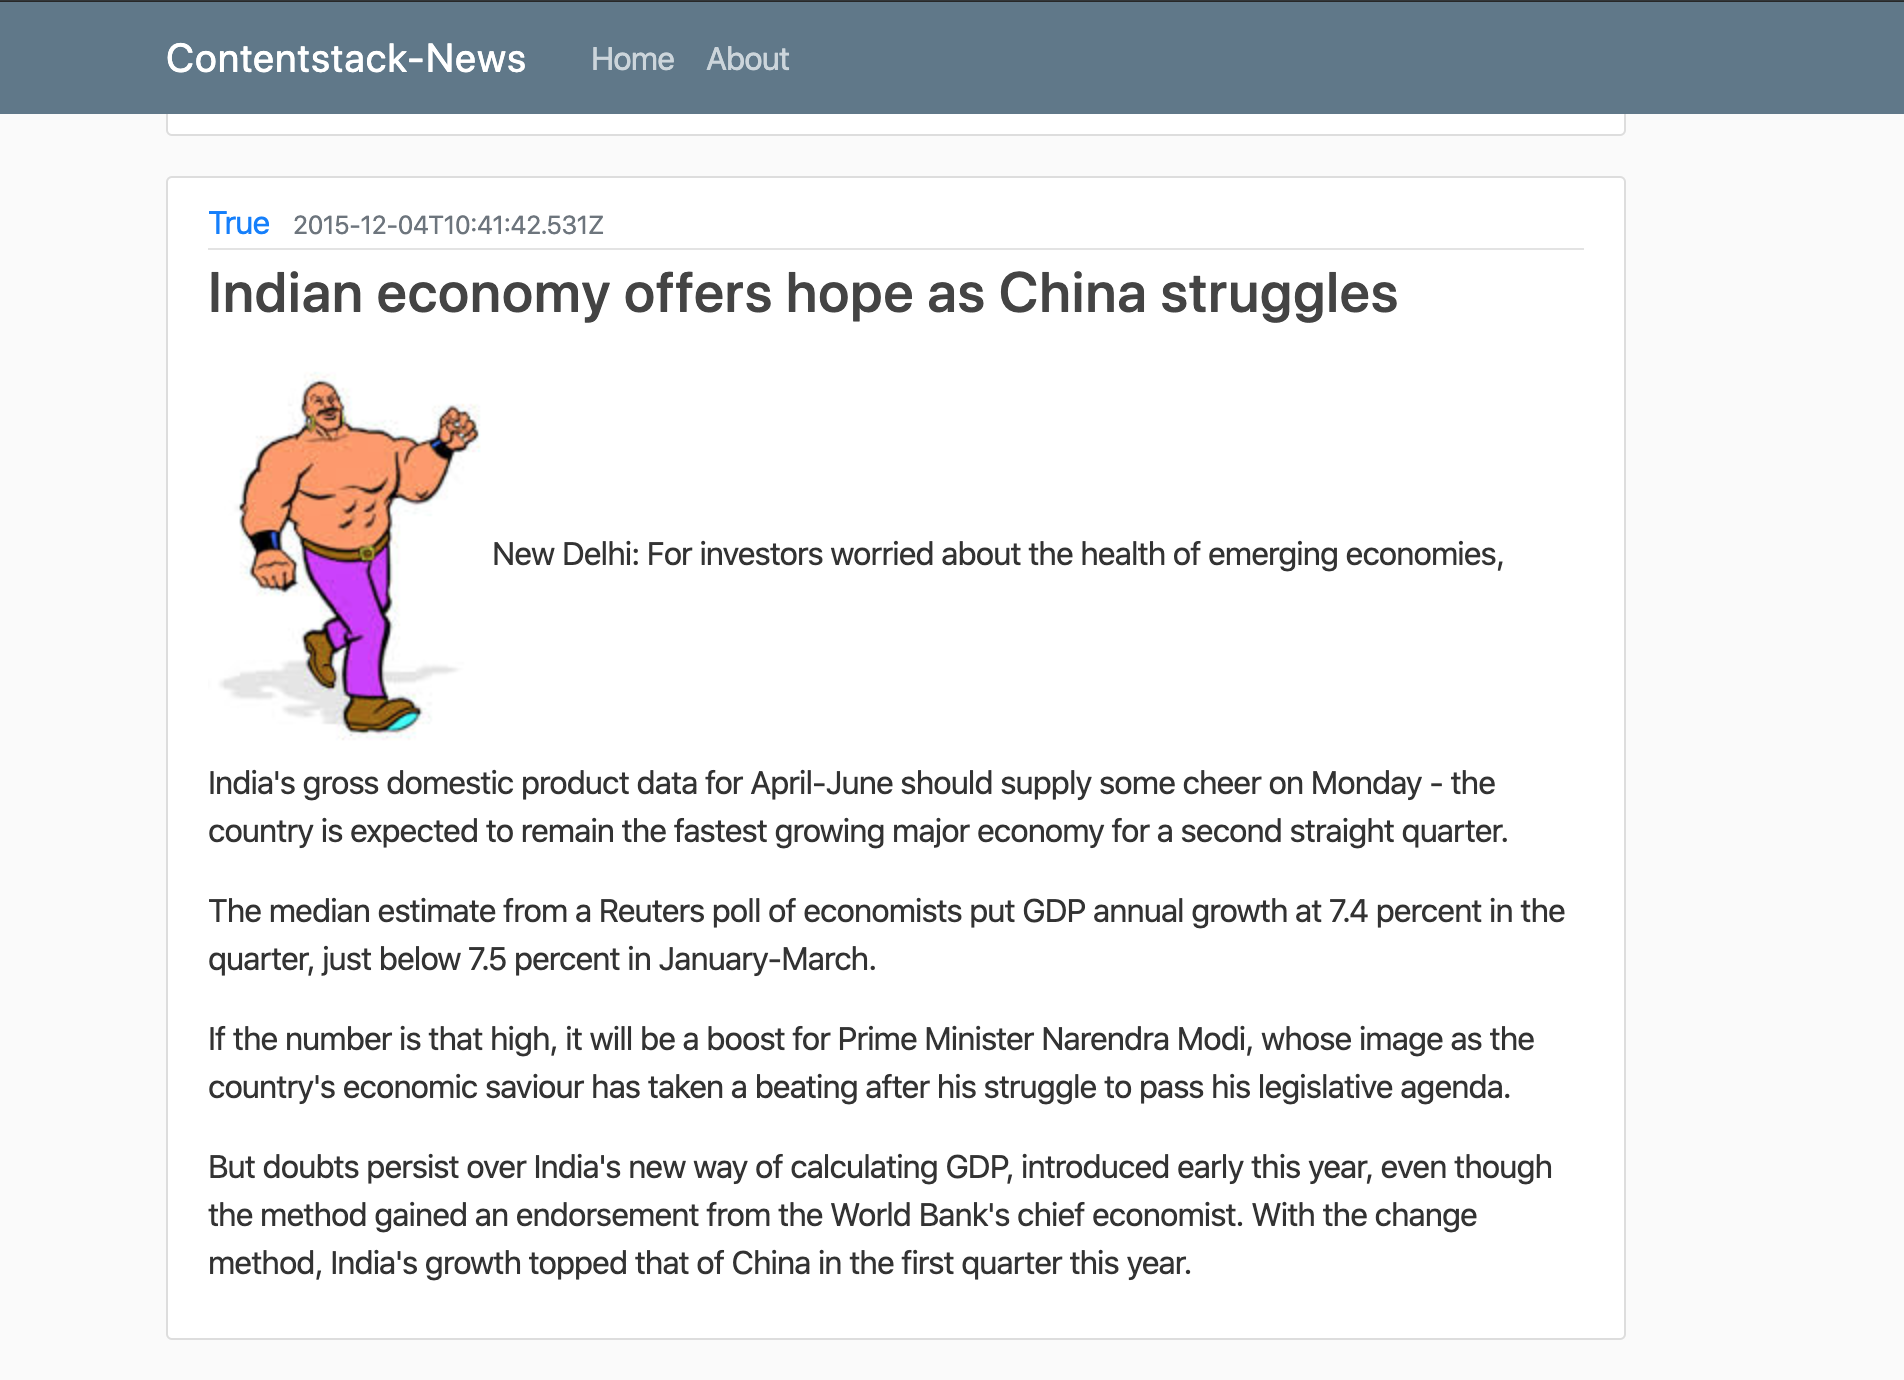 Contentstack-News Home About
True 2015-12-04T10:41:42.531Z
Indian economy offers hope as China struggles
New Delhi: For investors worried about the health of emerging economies,
India's gross domestic product data for April-June should supply some cheer on Monday - the
country is expected to remain the fastest growing major economy for a second straight quarter.
The median estimate from a Reuters poll of economists put GDP annual growth at 7.4 percent in the
quarter, just below 7.5 percent in January-March.
If the number is that high, it will be a boost for Prime Minister Narendra Modi, whose image as the
country's economic saviour has taken a beating after his struggle to pass his legislative agenda.
But doubts persist over India's new way of calculating GDP, introduced early this year, even though
the method gained an endorsement from the World Bank's chief economist. With the change
method, India's growth topped that of China in the first quarter this year.